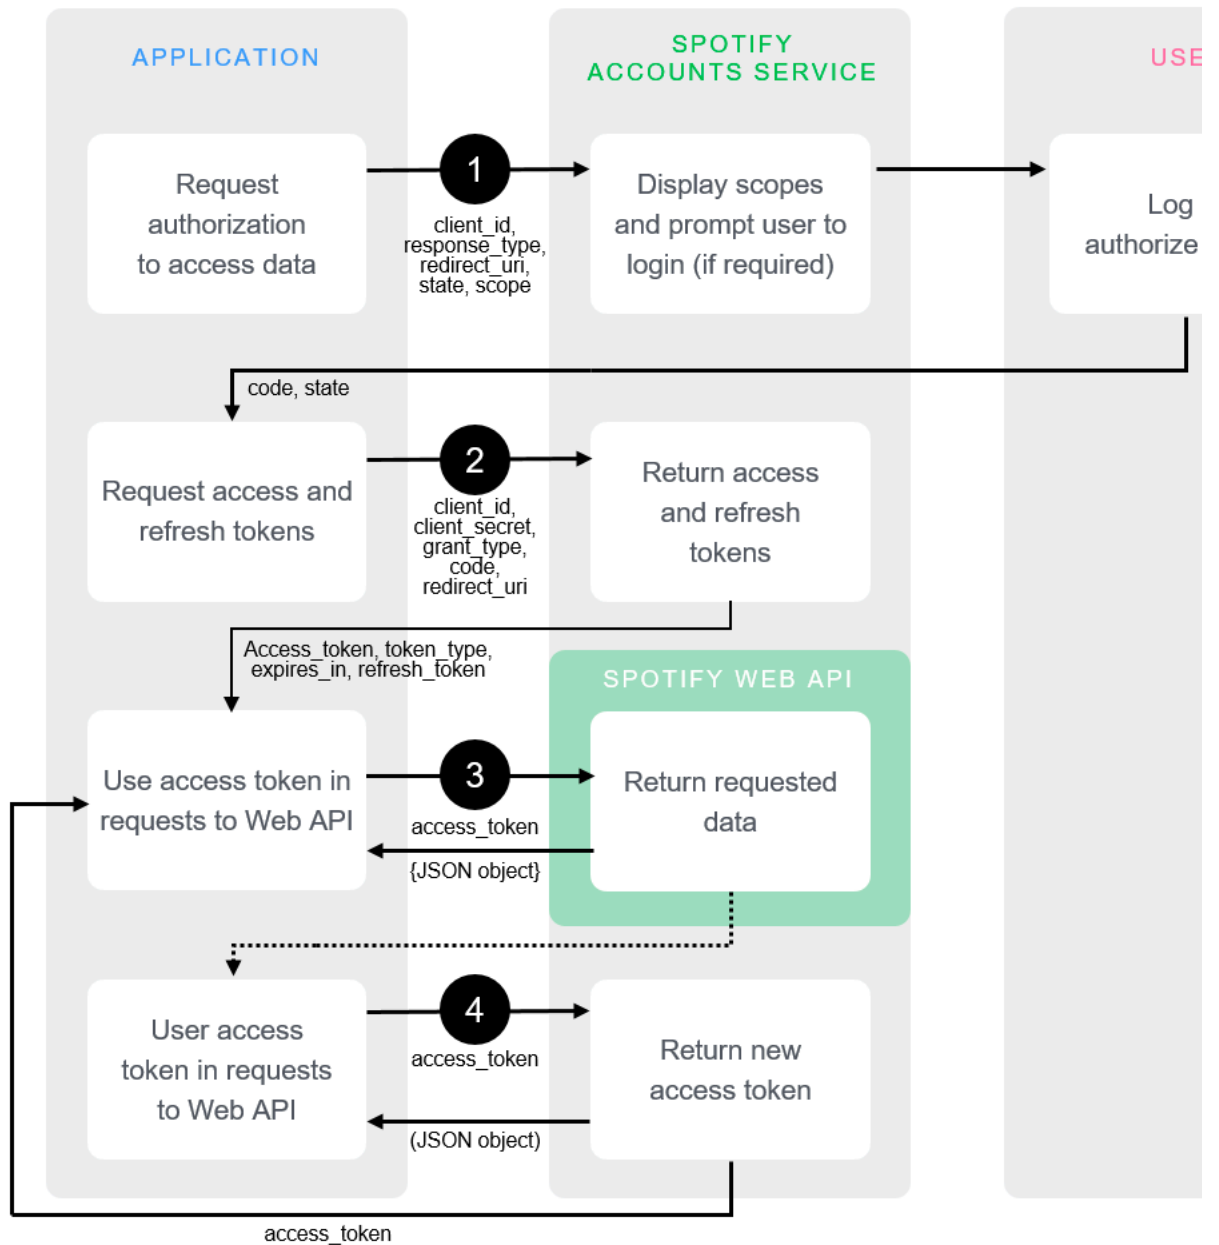 APPLICATION
SPOTIFY
ACCOUNTS SERVICE
USE
Request
authorization
to access data
1
client_id,
response_type,
redirect_uri,
state, scope
Display scopes
and prompt user to
login (if required)
Log
authorize
code, state
Request access and
refresh tokens
2
client_id,
client_secret,
grant_type,
code,
redirect_uri
Return access
and refresh
tokens
Access_token, token_type,
expires_in, refresh_token
SPOTIFY WEB API
Use access token in
requests to Web API
3
access_token
{JSON object}
Return requested
data
User access
token in requests
to Web API
4
access_token
(JSON object)
Return new
access token
access_token